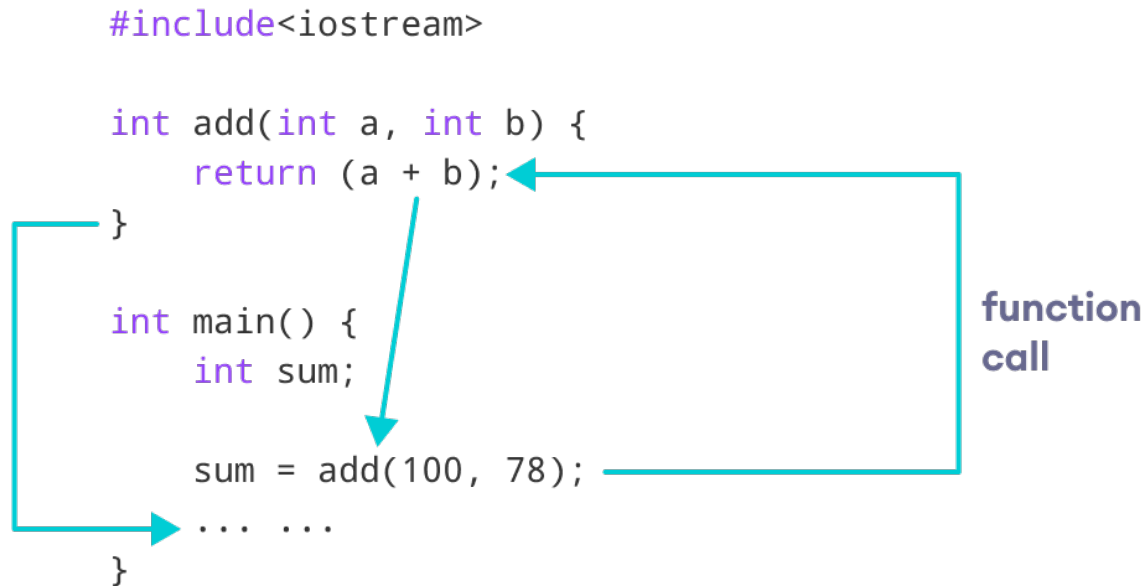 #include<iostream>
int add(int a, int b) {
    return (a + b);
}
int main() {
    int sum;
    sum = add(100, 78);
    ... ...
}
function
call